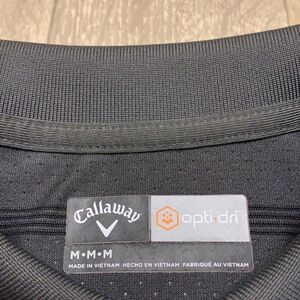 Callaway
opti·dri
M·M·M
MADE IN VIETNAM HECHO EN VIETNAM FABRIQUÉ AU VIETNAM